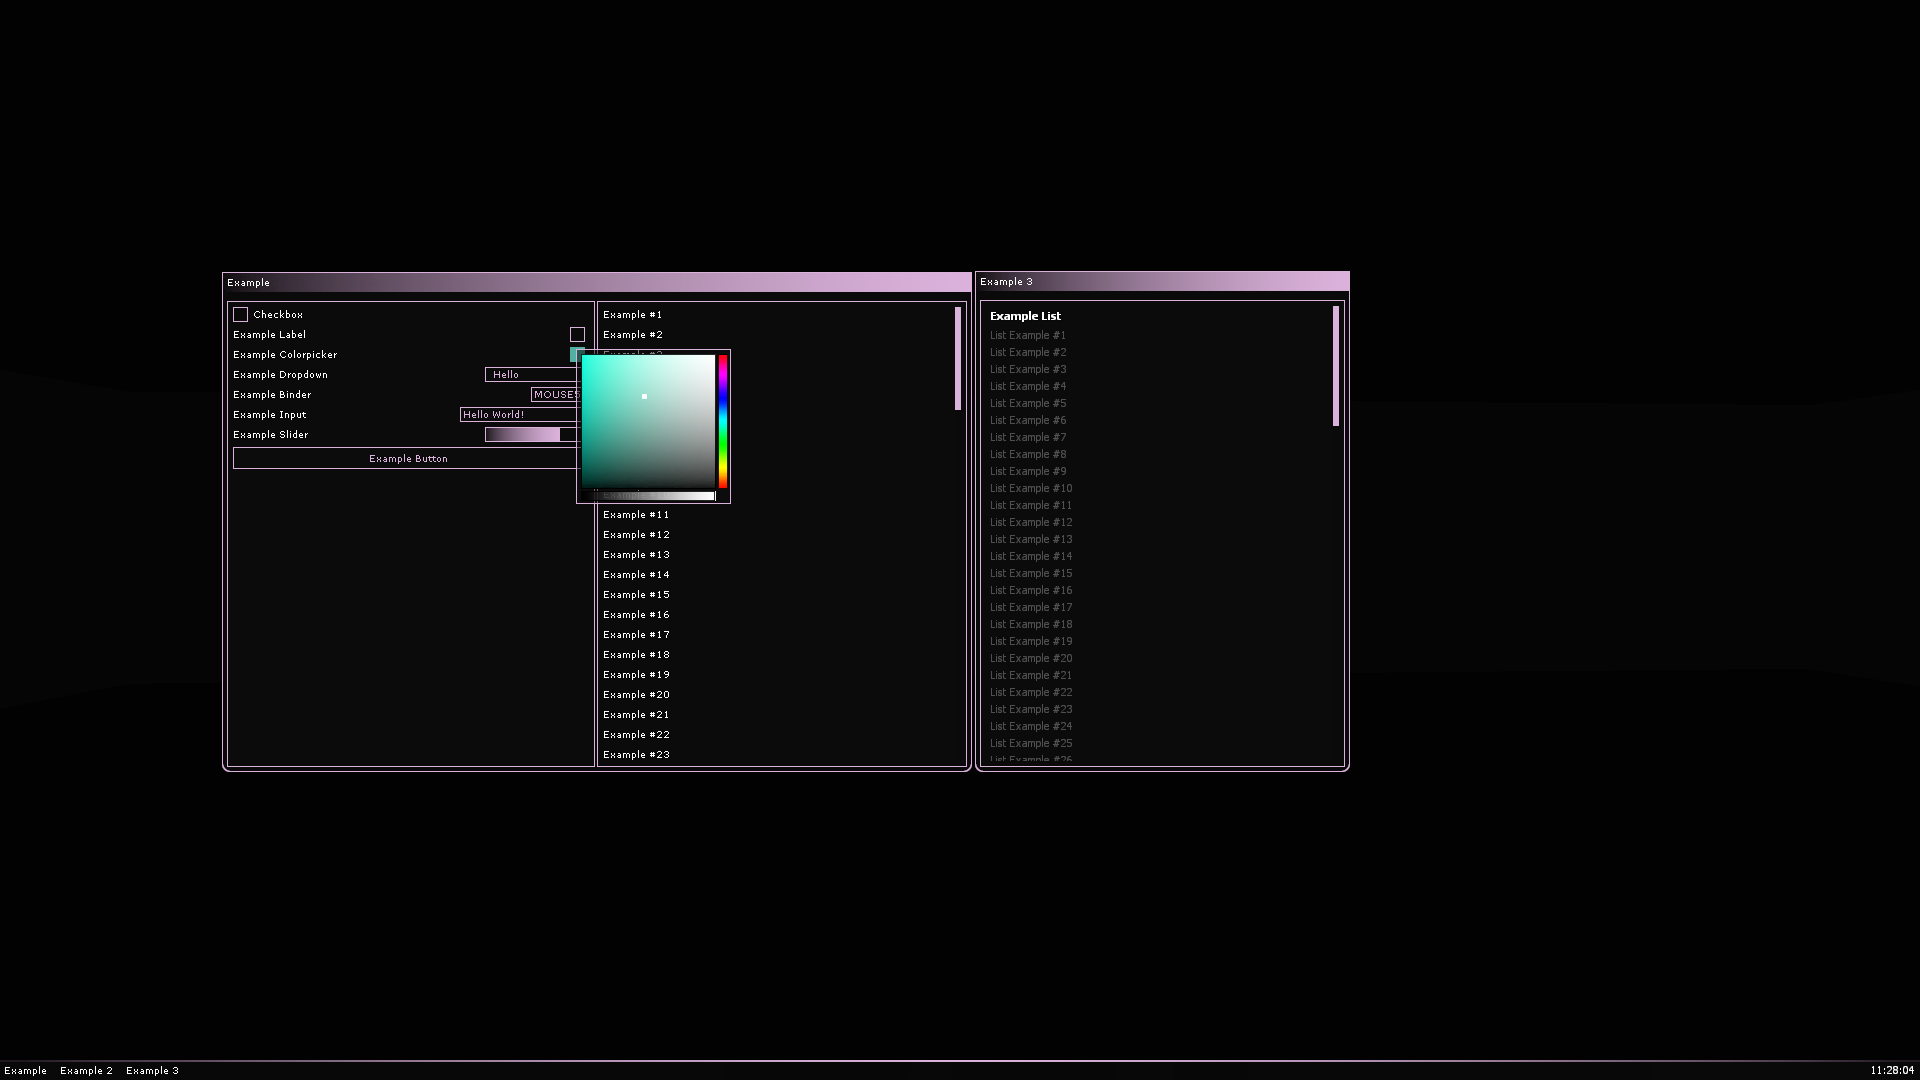 Example
Checkbox
Example Label
Example Colorpicker
Example Dropdown
Hello
Example Binder
MOUSE5
Example Input
Hello World!
Example Slider
Example Button
Example #1
Example #2
Example #11
Example #12
Example #13
Example #14
Example #15
Example #16
Example #17
Example #18
Example #19
Example #20
Example #21
Example #22
Example #23
Example 3
Example List
List Example #1
List Example #2
List Example #3
List Example #4
List Example #5
List Example #6
List Example #7
List Example #8
List Example #9
List Example #10
List Example #11
List Example #12
List Example #13
List Example #14
List Example #15
List Example #16
List Example #17
List Example #18
List Example #19
List Example #20
List Example #21
List Example #22
List Example #23
List Example #24
List Example #25
List Example #26
Example Example 2 Example 3
11:28:04